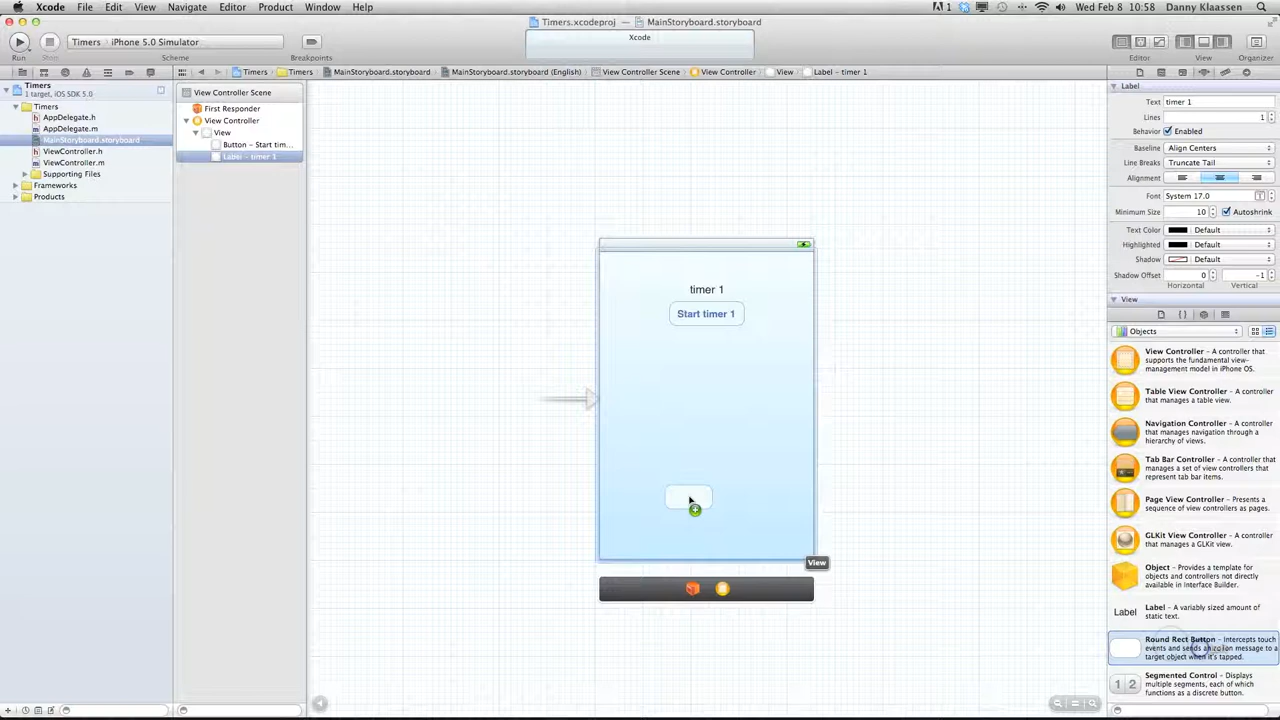 Xcode File Edit View Navigate Editor Product Window Help
1 Wed Feb 8 10:58 Danny Klaassen
Timers.xcodeproj — MainStoryboard.storyboard
Timers iPhone 5.0 Simulator
Xcode
Run Stop Scheme Breakpoints Editor View Organizer
Timers Timers MainStoryboard.storyboard MainStoryboard.storyboard (English) View Controller Scene View Controller View Label - timer 1
Timers
1 target, iOS SDK 5.0
Timers
AppDelegate.h
AppDelegate.m
MainStoryboard.storyboard
ViewController.h
ViewController.m
Supporting Files
Frameworks
Products
View Controller Scene
First Responder
View Controller
View
Button - Start tim...
Label - timer 1
timer 1
Start timer 1
View
Label
Text timer 1
Lines 1
Behavior Enabled
Baseline Align Centers
Line Breaks Truncate Tail
Alignment
Font System 17.0
Minimum Size 10 Autoshrink
Text Color Default
Highlighted Default
Shadow Default
Shadow Offset 0 -1
Horizontal Vertical
View
Objects
View Controller - A controller that
supports the fundamental view-
management model in iPhone OS.
Table View Controller - A controller
that manages a table view.
Navigation Controller - A controller
that manages navigation through a
hierarchy of views.
Tab Bar Controller - A controller
that manages a set of view controllers that
represent tab bar items.
Page View Controller - Presents a
sequence of view controllers as pages.
GLKit View Controller - A controller
that manages a GLKit view.
Object - Provides a template for
objects and controllers not directly
available in Interface Builder.
Label Label - A variably sized amount of
static text.
Round Rect Button - Intercepts touch
events and sends an action message to a
target object when it's tapped.
1 2 Segmented Control - Displays
multiple segments, each of which
functions as a discrete button.